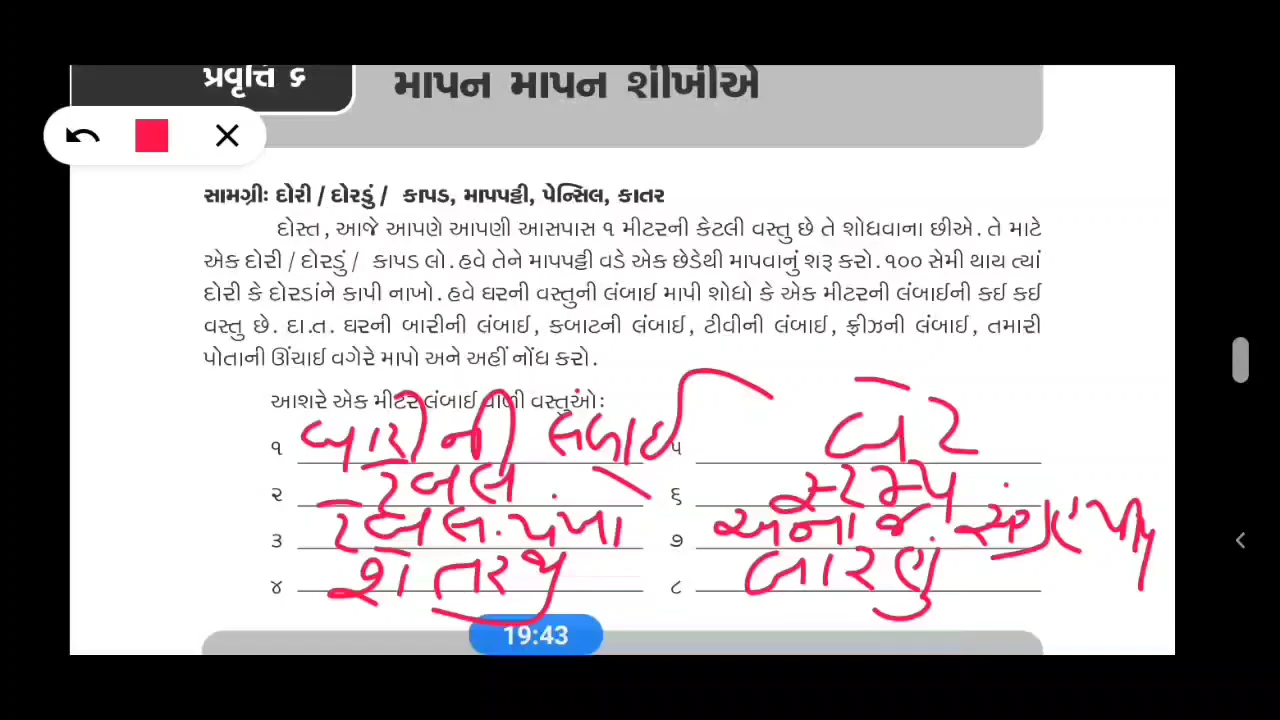 પ્રવૃત્તિ ૬
માપન માપન શીખીએ
સામગ્રીઃ દોરી / દોરડું / કાપડ, માપપટ્ટી, પેન્સિલ, કાતર
દોસ્ત, આજે આપણે આપણી આસપાસ ૧ મીટરની કેટલી વસ્તુ છે તે શોધવાના છીએ. તે માટે
એક દોરી / દોરડું / કાપડ લો. હવે તેને માપપટ્ટી વડે એક છેડેથી માપવાનું શરૂ કરો. ૧૦૦ સેમી થાય ત્યાં
દોરી કે દોરડાંને કાપી નાખો. હવે ઘરની વસ્તુની લંબાઈ માપી શોધો કે એક મીટરની લંબાઈની કઈ કઈ
વસ્તુ છે. દા.ત. ઘરની બારીની લંબાઈ, કબાટની લંબાઈ, ટીવીની લંબાઈ, ફ્રીઝની લંબાઈ, તમારી
પોતાની ઊંચાઈ વગેરે માપો અને અહીં નોંધ કરો.
આશરે એક મીટર લંબાઈ વાળી વસ્તુઓઃ
૧ બારીની લંબાઈ
૨ ટેબલ
૩ ટેબલ પંખા
૪ શેતરંજી
૫ બેટ
૬ સ્ટમ્પ
૭ અનાજ
૮ બારણું
19:43